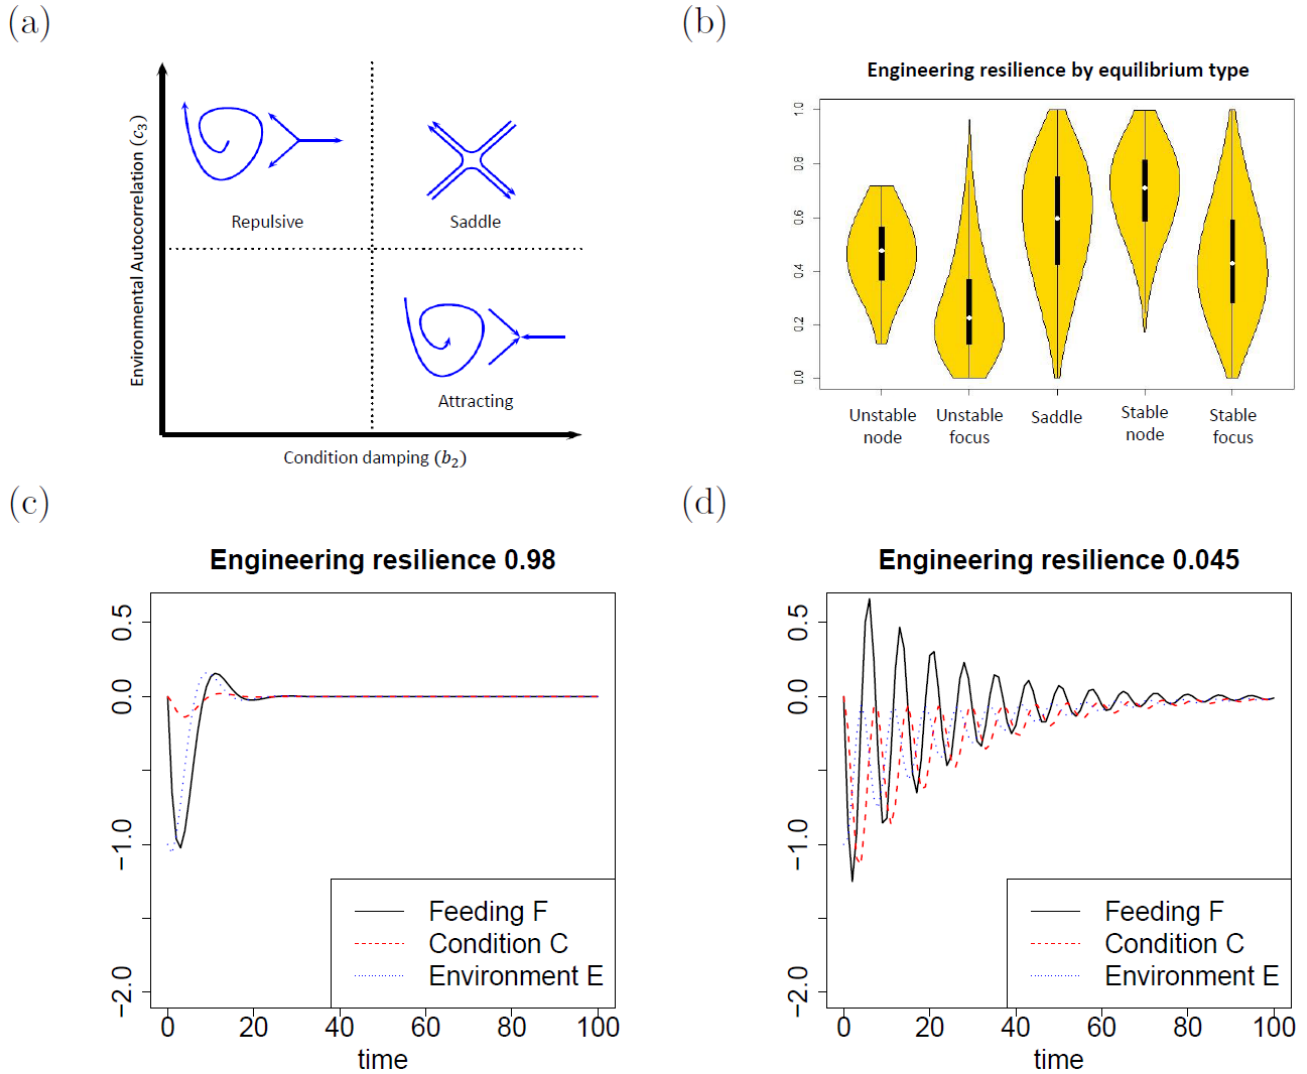 (a)
Environmental Autocorrelation (c₃)
Repulsive
Saddle
Attracting
Condition damping (b₂)
(b)
Engineering resilience by equilibrium type
1.0
0.8
0.6
0.4
0.2
0.0
Unstable
node
Unstable
focus
Saddle
Stable
node
Stable
focus
(c)
Engineering resilience 0.98
0.5
0.0
−1.0
−2.0
Feeding F
Condition C
Environment E
0 20 40 60 80 100
time
(d)
Engineering resilience 0.045
0.5
0.0
−1.0
−2.0
Feeding F
Condition C
Environment E
0 20 40 60 80 100
time